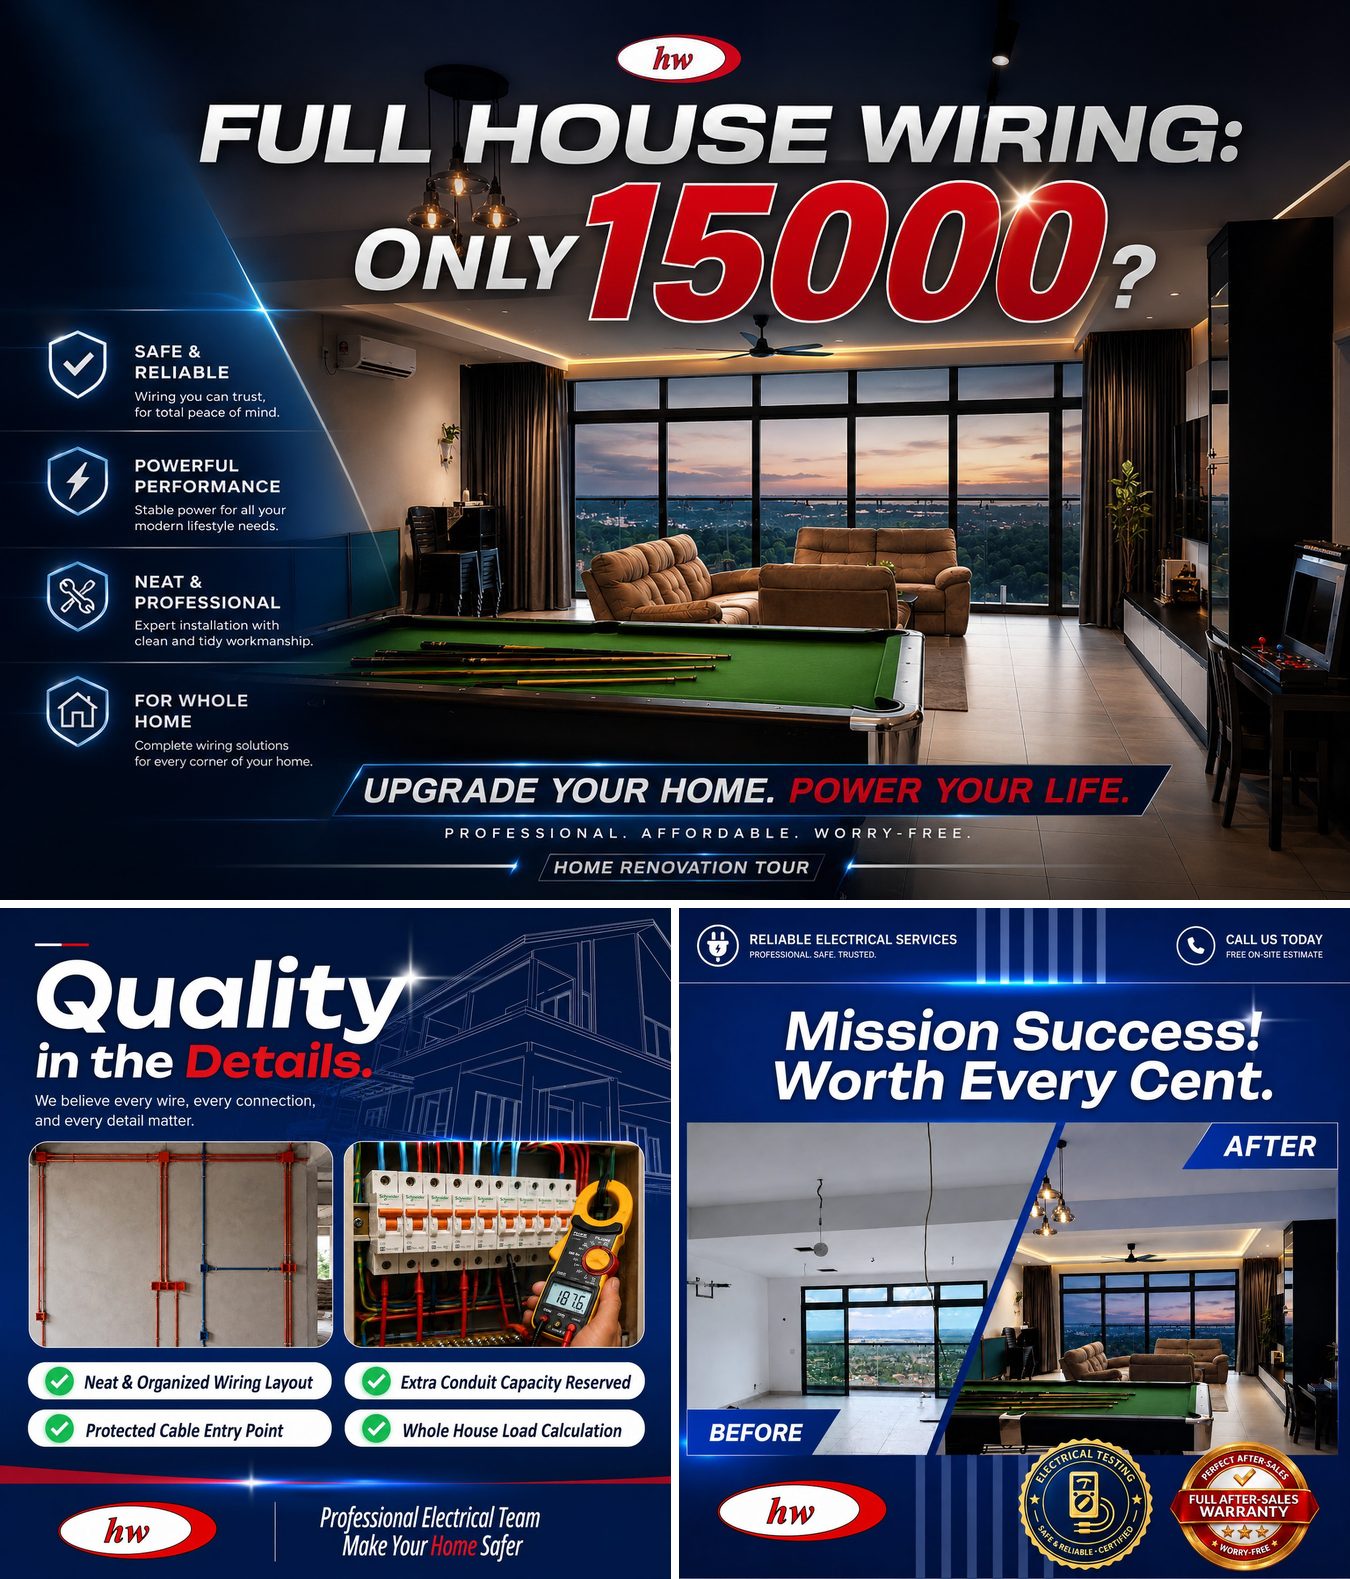 hw
FULL HOUSE WIRING:
ONLY 15000?
SAFE &
RELIABLE
Wiring you can trust,
for total peace of mind.
POWERFUL
PERFORMANCE
Stable power for all your
modern lifestyle needs.
NEAT &
PROFESSIONAL
Expert installation with
clean and tidy workmanship.
FOR WHOLE
HOME
Complete wiring solutions
for every corner of your home.
UPGRADE YOUR HOME. POWER YOUR LIFE.
PROFESSIONAL. AFFORDABLE. WORRY-FREE.
HOME RENOVATION TOUR
Quality
in the Details.
We believe every wire, every connection,
and every detail matter.
187.6
Neat & Organized Wiring Layout
Extra Conduit Capacity Reserved
Protected Cable Entry Point
Whole House Load Calculation
hw
Professional Electrical Team
Make Your Home Safer
RELIABLE ELECTRICAL SERVICES
PROFESSIONAL. SAFE. TRUSTED.
CALL US TODAY
FREE ON-SITE ESTIMATE
Mission Success!
Worth Every Cent.
AFTER
BEFORE
hw
ELECTRICAL TESTING
SAFE & RELIABLE • CERTIFIED
PERFECT AFTER-SALES
FULL AFTER-SALES
WARRANTY
WORRY-FREE